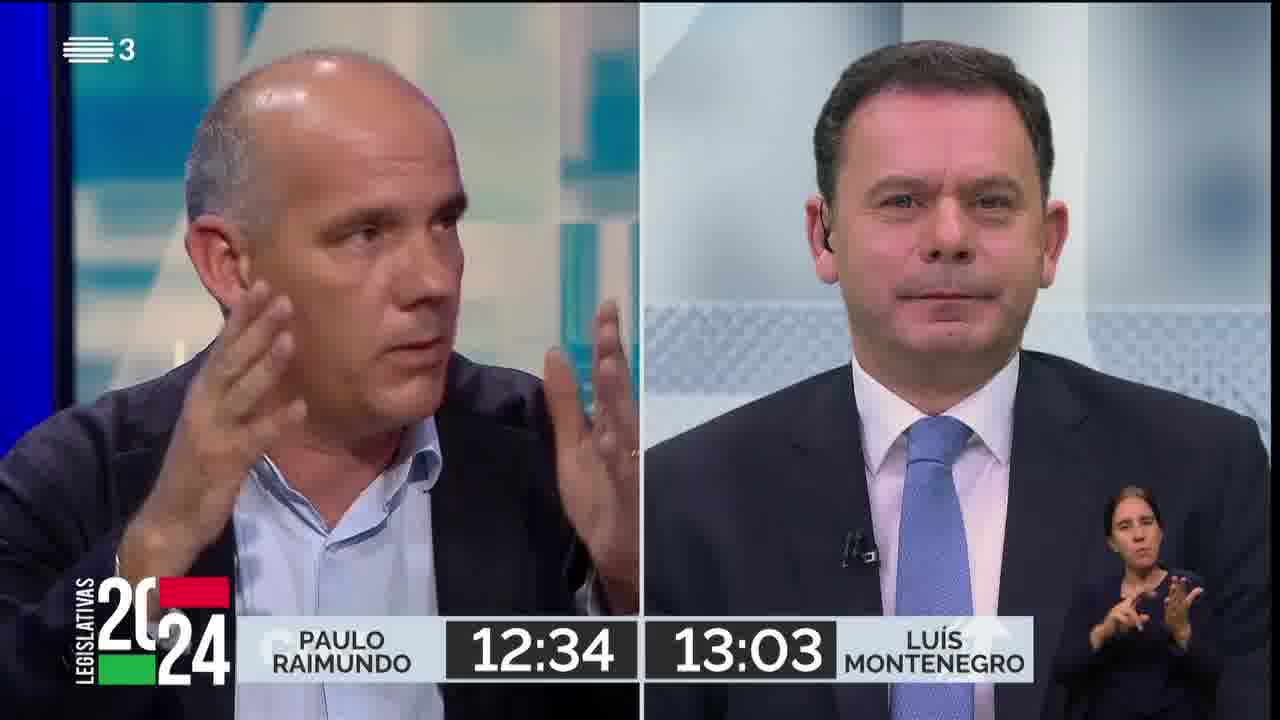 3
LEGISLATIVAS
2024
PAULO
RAIMUNDO
12:34
13:03
LUÍS
MONTENEGRO